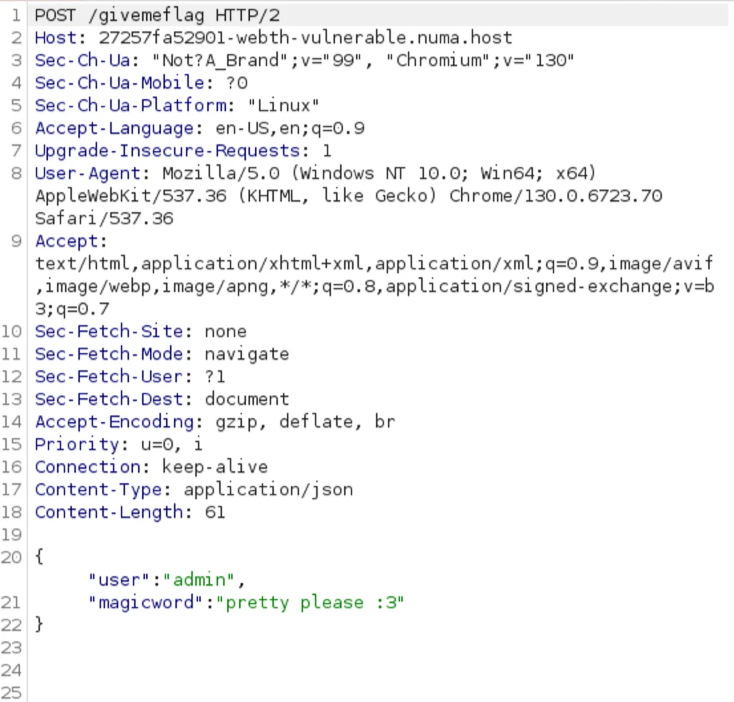 1 POST /givemeflag HTTP/2
2 Host: 27257fa52901-webth-vulnerable.numa.host
3 Sec-Ch-Ua: "Not?A_Brand";v="99", "Chromium";v="130"
4 Sec-Ch-Ua-Mobile: ?0
5 Sec-Ch-Ua-Platform: "Linux"
6 Accept-Language: en-US,en;q=0.9
7 Upgrade-Insecure-Requests: 1
8 User-Agent: Mozilla/5.0 (Windows NT 10.0; Win64; x64)
AppleWebKit/537.36 (KHTML, like Gecko) Chrome/130.0.6723.70
Safari/537.36
9 Accept:
text/html,application/xhtml+xml,application/xml;q=0.9,image/avif
,image/webp,image/apng,*/*;q=0.8,application/signed-exchange;v=b
3;q=0.7
10 Sec-Fetch-Site: none
11 Sec-Fetch-Mode: navigate
12 Sec-Fetch-User: ?1
13 Sec-Fetch-Dest: document
14 Accept-Encoding: gzip, deflate, br
15 Priority: u=0, i
16 Connection: keep-alive
17 Content-Type: application/json
18 Content-Length: 61
19
20 {
"user":"admin",
21 "magicword":"pretty please :3"
22 }
23
24
25